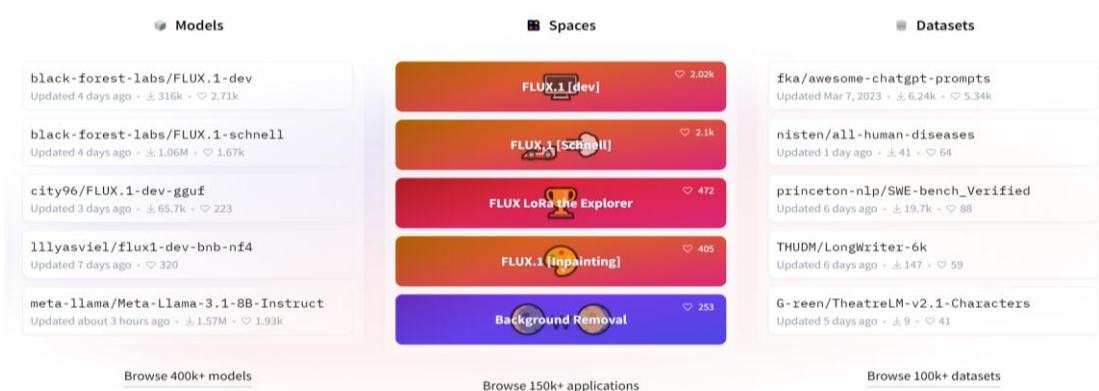 Models
black-forest-labs/FLUX.1-dev
Updated 4 days ago • 316k • 2.71k
black-forest-labs/FLUX.1-schnell
Updated 4 days ago • 1.06M • 1.67k
city96/FLUX.1-dev-gguf
Updated 3 days ago • 65.7k • 223
lllyasviel/flux1-dev-bnb-nf4
Updated 7 days ago • 320
meta-llama/Meta-Llama-3.1-8B-Instruct
Updated about 3 hours ago • 1.57M • 1.93k
Browse 400k+ models
Spaces
2.02k
FLUX.1 [dev]
2.1k
FLUX.1 [Schnell]
472
FLUX LoRa the Explorer
405
FLUX.1 [Inpainting]
253
Background Removal
Browse 150k+ applications
Datasets
fka/awesome-chatgpt-prompts
Updated Mar 7, 2023 • 6.24k • 5.34k
nisten/all-human-diseases
Updated 1 day ago • 41 • 64
princeton-nlp/SWE-bench_Verified
Updated 6 days ago • 19.7k • 88
THUDM/LongWriter-6k
Updated 6 days ago • 147 • 59
G-reen/TheatreLM-v2.1-Characters
Updated 5 days ago • 9 • 41
Browse 100k+ datasets